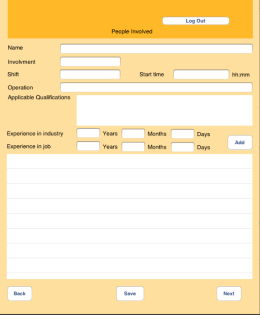 Log Out
People Involved
Name
Involvment
Shift Start time hh:mm
Operation
Applicable Qualifications
Experience in industry Years Months Days
Experience in job Years Months Days
Add
Back Save Next